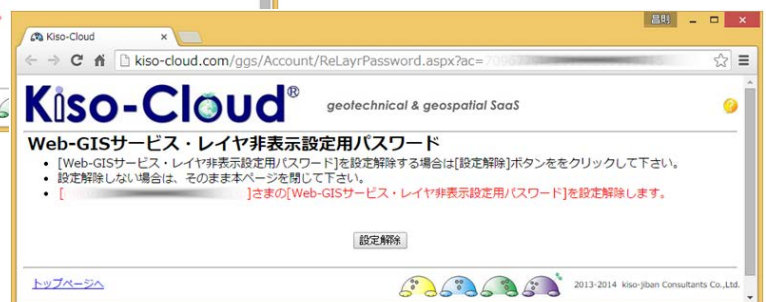 昌則
Kiso-Cloud
kiso-cloud.com/ggs/Account/ReLayrPassword.aspx?ac=
Kiso-Cloud® geotechnical & geospatial SaaS
Web-GISサービス・レイヤ非表示設定用パスワード
[Web-GISサービス・レイヤ非表示設定用パスワード]を設定解除する場合は[設定解除]ボタンををクリックして下さい。
設定解除しない場合は、そのまま本ページを閉じて下さい。
[ ]さまの[Web-GISサービス・レイヤ非表示設定用パスワード]を設定解除します。
設定解除
トップページへ
2013-2014 kiso-jiban Consultants Co.,Ltd.